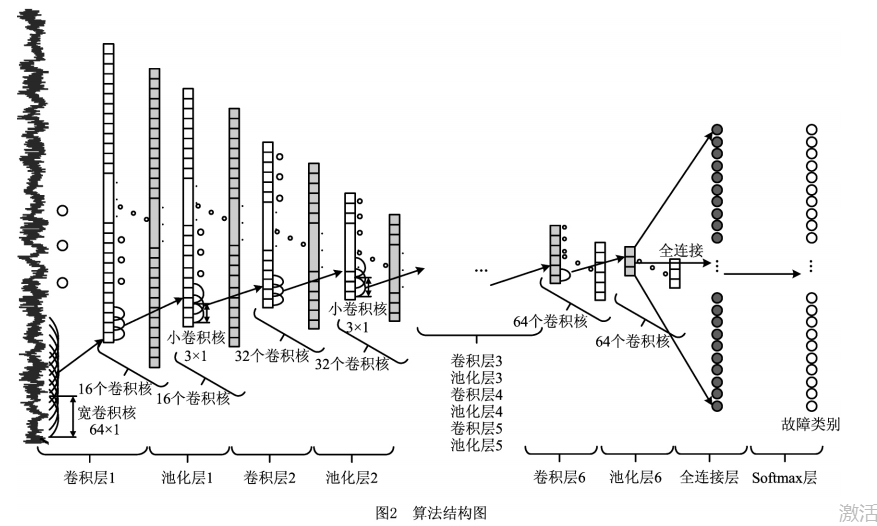 全连接
小卷积核
3×1
小卷积核
3×1
64个卷积核
64个卷积核
32个卷积核
32个卷积核
16个卷积核
16个卷积核
宽卷积核
64×1
卷积层3
池化层3
卷积层4
池化层4
卷积层5
池化层5
...
故障类别
卷积层1
池化层1
卷积层2
池化层2
卷积层6
池化层6
全连接层
Softmax层
图2 算法结构图
激活